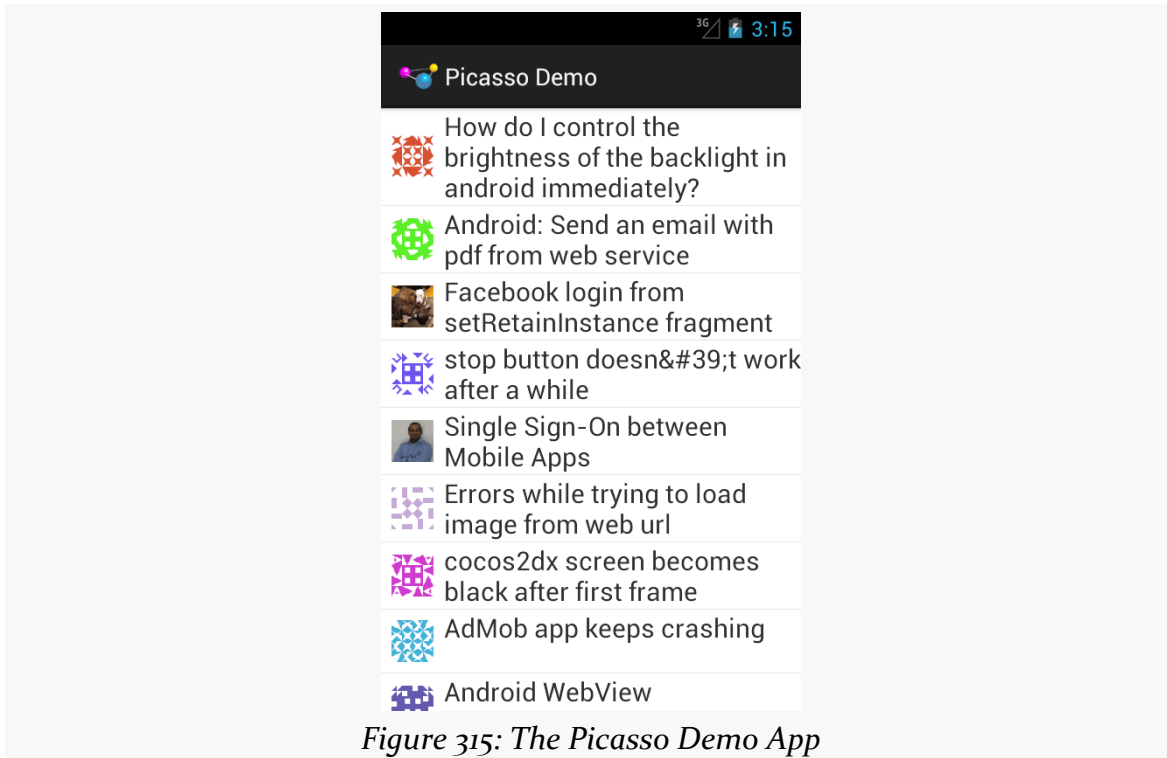 3G 3:15
Picasso Demo
How do I control the
brightness of the backlight in
android immediately?
Android: Send an email with
pdf from web service
Facebook login from
setRetainInstance fragment
stop button doesn&#39;t work
after a while
Single Sign-On between
Mobile Apps
Errors while trying to load
image from web url
cocos2dx screen becomes
black after first frame
AdMob app keeps crashing
Android WebView
Figure 315: The Picasso Demo App